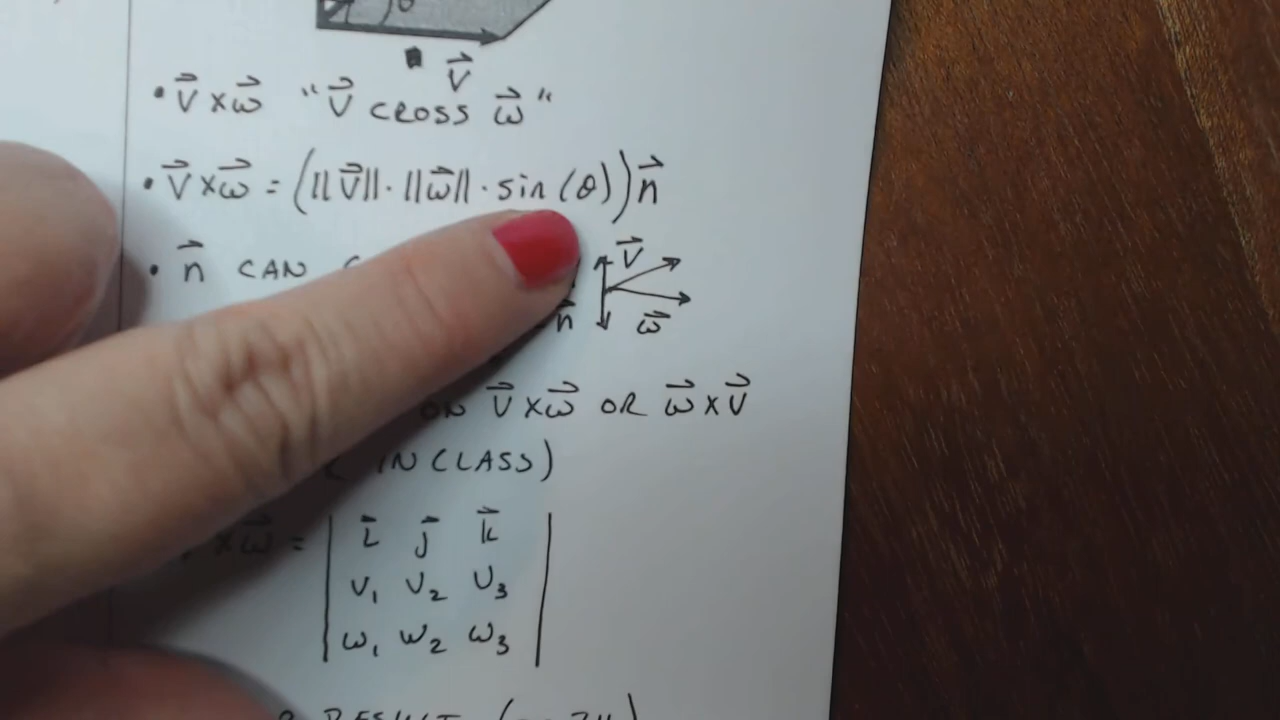 θ
v⃗
• v⃗ x ω⃗ "v⃗ CROSS ω⃗"
• v⃗ x ω⃗ = (||v⃗|| · ||ω⃗|| · sin (θ)) n⃗
• n⃗ CAN
v⃗
n⃗ ω⃗
ON v⃗ x ω⃗ OR ω⃗ x v⃗
IN CLASS)
x ω⃗ = | i⃗ j⃗ k⃗ |
v₁ v₂ v₃
ω₁ ω₂ ω₃